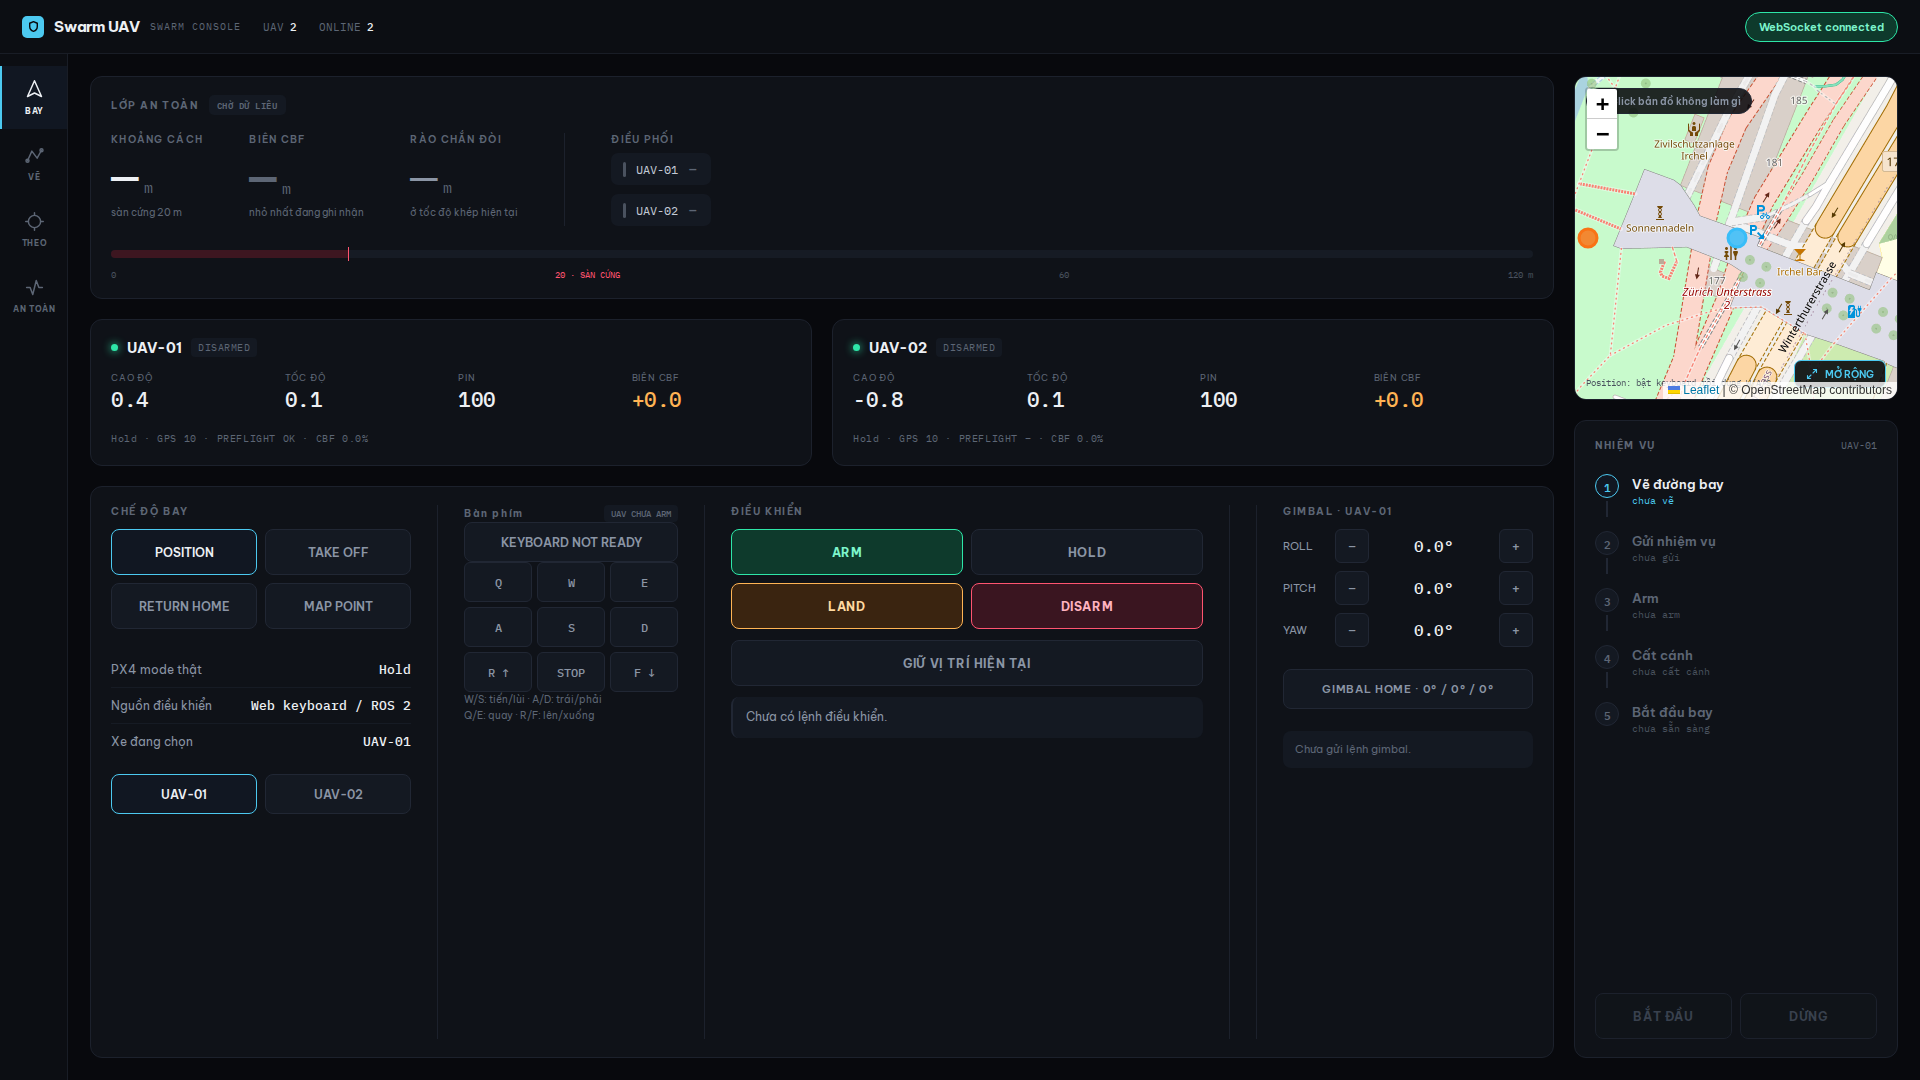 Swarm UAV SWARM CONSOLE UAV 2 ONLINE 2
WebSocket connected
BAY
VẼ
THEO
AN TOÀN
LỚP AN TOÀN CHỜ DỮ LIỆU
KHOẢNG CÁCH
— m
sàn cứng 20 m
BIÊN CBF
— m
nhỏ nhất đang ghi nhận
RÀO CHẮN ĐÒI
— m
ở tốc độ khép hiện tại
ĐIỀU PHỐI
UAV-01 —
UAV-02 —
0
20 · SÀN CỨNG
60
120 m
UAV-01 DISARMED
CAO ĐỘ TỐC ĐỘ PIN BIÊN CBF
0.4 0.1 100 +0.0
Hold · GPS 10 · PREFLIGHT OK · CBF 0.0%
UAV-02 DISARMED
CAO ĐỘ TỐC ĐỘ PIN BIÊN CBF
-0.8 0.1 100 +0.0
Hold · GPS 10 · PREFLIGHT — · CBF 0.0%
CHẾ ĐỘ BAY
POSITION TAKE OFF
RETURN HOME MAP POINT
PX4 mode thật Hold
Nguồn điều khiển Web keyboard / ROS 2
Xe đang chọn UAV-01
UAV-01 UAV-02
Bàn phím UAV CHƯA ARM
KEYBOARD NOT READY
Q W E
A S D
R ↑ STOP F ↓
W/S: tiến/lùi · A/D: trái/phải
Q/E: quay · R/F: lên/xuống
ĐIỀU KHIỂN
ARM HOLD
LAND DISARM
GIỮ VỊ TRÍ HIỆN TẠI
Chưa có lệnh điều khiển.
GIMBAL · UAV-01
ROLL − 0.0° +
PITCH − 0.0° +
YAW − 0.0° +
GIMBAL HOME · 0° / 0° / 0°
Chưa gửi lệnh gimbal.
+
−
lick bản đồ không làm gì
185
Zivilschutzanlage
Irchel
181
17
Sonnennadeln
P
P
Irchel Bar
177
Zürich Unterstrass
2
Winterthurerstrasse
MỞ RỘNG
Position: bật
Leaflet | © OpenStreetMap contributors
NHIỆM VỤ UAV-01
1 Vẽ đường bay
chưa vẽ
2 Gửi nhiệm vụ
chưa gửi
3 Arm
chưa arm
4 Cất cánh
chưa cất cánh
5 Bắt đầu bay
chưa sẵn sàng
BẮT ĐẦU DỪNG